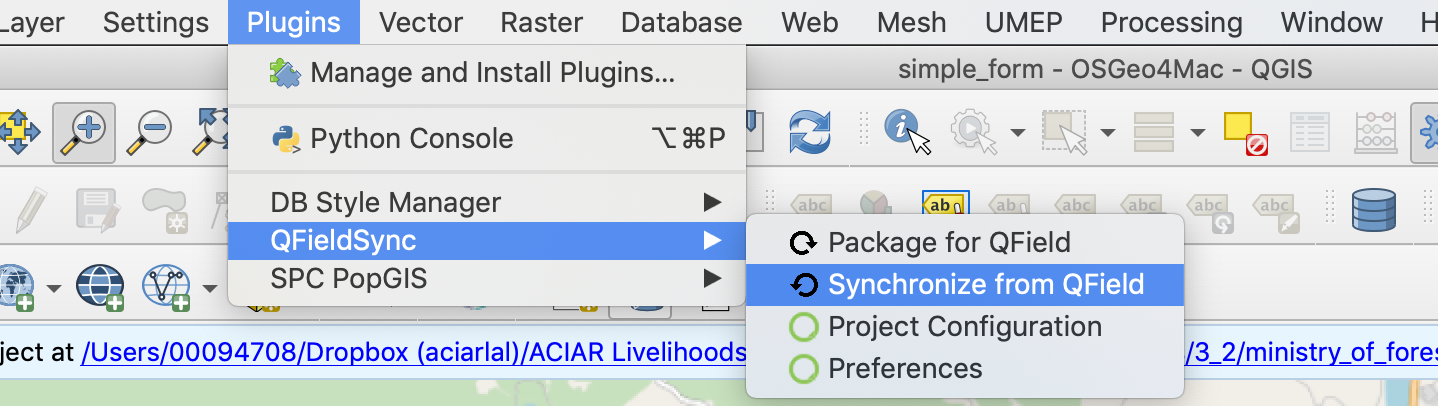 Layer Settings Plugins Vector Raster Database Web Mesh UMEP Processing Window H
Manage and Install Plugins...
simple_form - OSGeo4Mac - QGIS
Python Console ⌥⌘P
DB Style Manager
abc ab abc abc abc abc abc
QFieldSync
Package for QField
SPC PopGIS
Synchronize from QField
Project Configuration
ject at /Users/00094708/Dropbox (aciarlal)/ACIAR Livelihoods /3_2/ministry_of_fores
Preferences